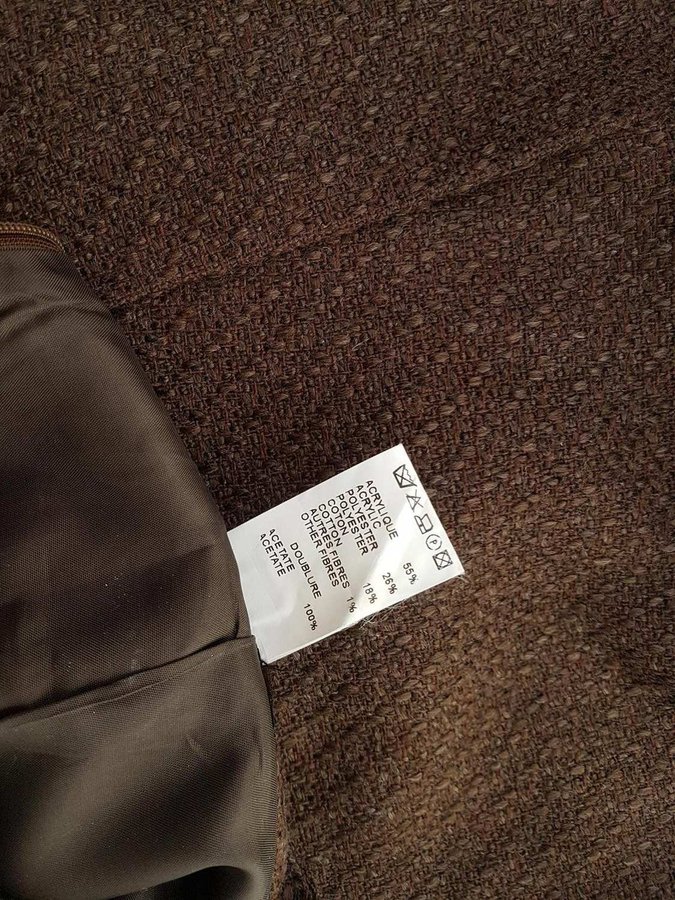 ACRYLIQUE 55%
ACRYLIC
POLYESTER 26%
POLYESTER
COTON 18%
COTTON
AUTRES FIBRES 1%
OTHER FIBRES
DOUBLURE
ACETATE 100%
ACETATE